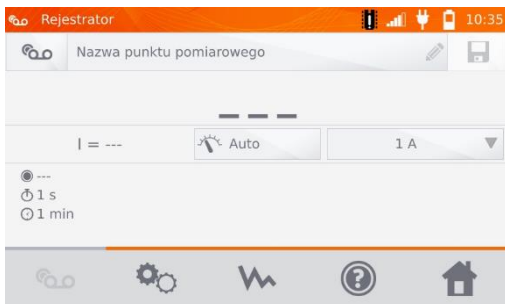 Rejestrator 10:35
Nazwa punktu pomiarowego
---
I = --- Auto 1 A
---
1 s
1 min